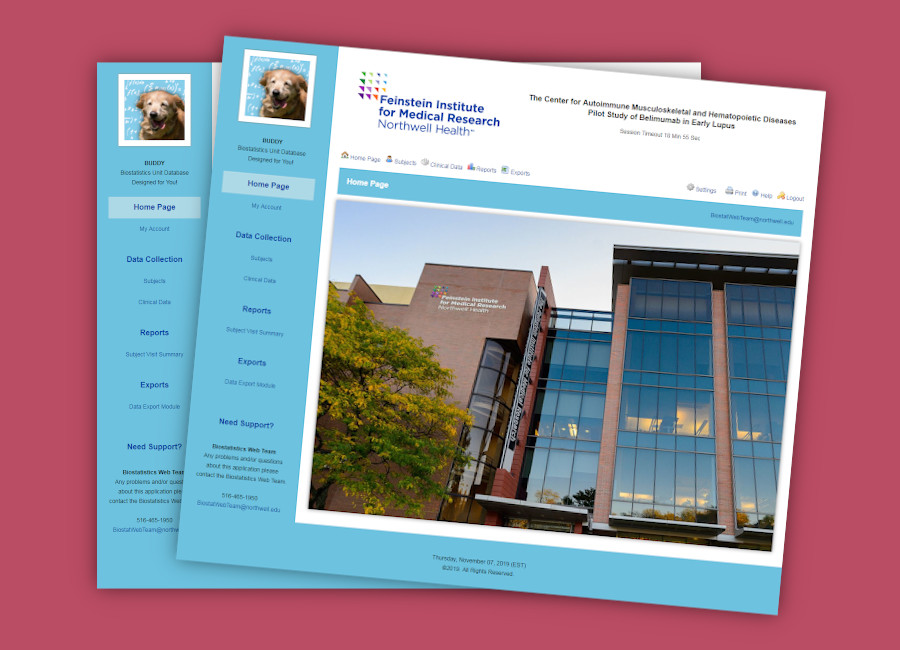 BUDDY
Biostatistics Unit Database
Designed for You!
Home Page
My Account
Data Collection
Subjects
Clinical Data
Reports
Subject Visit Summary
Exports
Data Export Module
Need Support?
Biostatistics Web Team
Any problems and/or quest
about this application ple
contact the Biostatistics Web
516-465-1950
BiostatWebTeam@northw
BUDDY
Biostatistics Unit Database
Designed for You!
Home Page
My Account
Data Collection
Subjects
Clinical Data
Reports
Subject Visit Summary
Exports
Data Export Module
Need Support?
Biostatistics Web Team
Any problems and/or questions
about this application please
contact the Biostatistics Web Team.
516-465-1950
BiostatWebTeam@northwell.edu
Feinstein Institute
for Medical Research
Northwell Health™
The Center for Autoimmune Musculoskeletal and Hematopoietic Diseases
Pilot Study of Belimumab in Early Lupus
Session Timeout 18 Min 55 Sec
Home Page Subjects Clinical Data Reports Exports
Settings Print Help Logout
Home Page
BiostatWebTeam@northwell.edu
Feinstein Institute
for Medical Research
Northwell Health
Thursday, November 07, 2019 (EST)
©2019. All Rights Reserved.